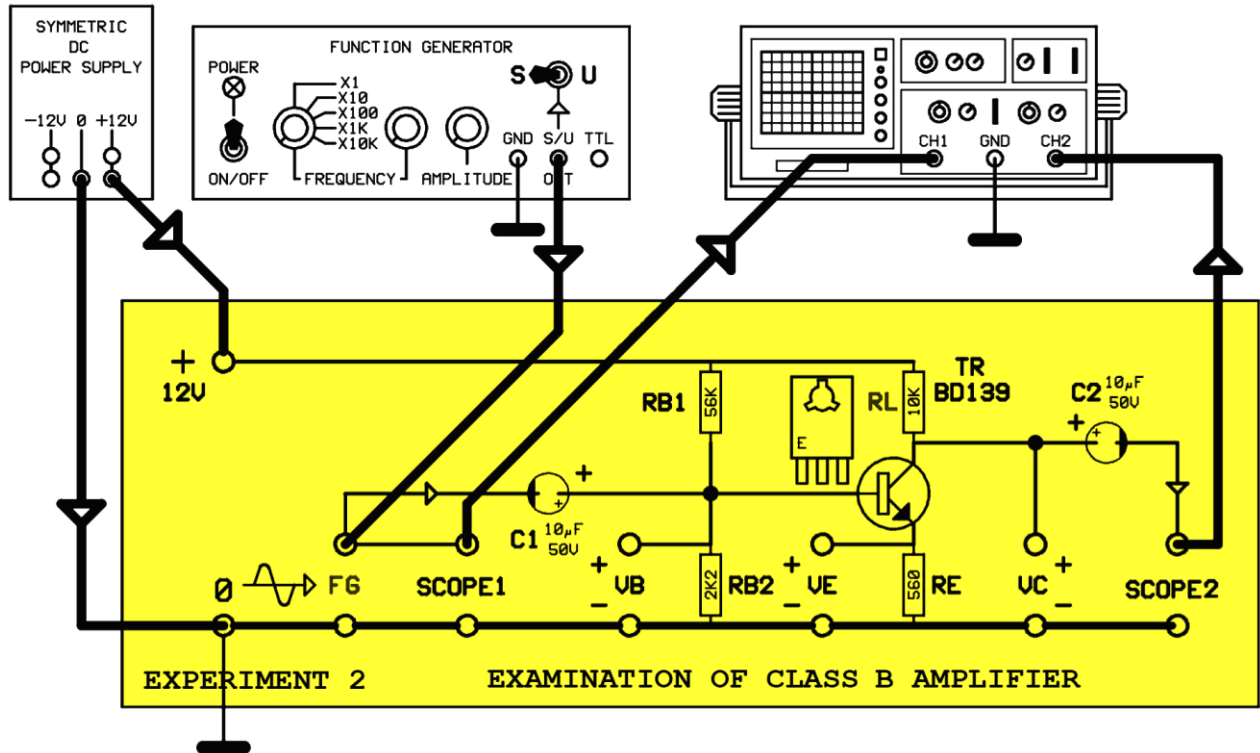 SYMMETRIC
DC
POWER SUPPLY
-12V 0 +12V
FUNCTION GENERATOR
POWER
ON/OFF
X1
X10
X100
X1K
X10K
FREQUENCY
AMPLITUDE
S U
GND S/U TTL
OUT
CH1 GND CH2
+
12V
RB1
56K
RL
10K
TR
BD139
E
C2 10µF
50V
+
+
C1 10µF
50V
+
+
0
FG
SCOPE1
+
VB
-
2K2
RB2
+
VE
-
560
RE
VC +
-
SCOPE2
EXPERIMENT 2
EXAMINATION OF CLASS B AMPLIFIER